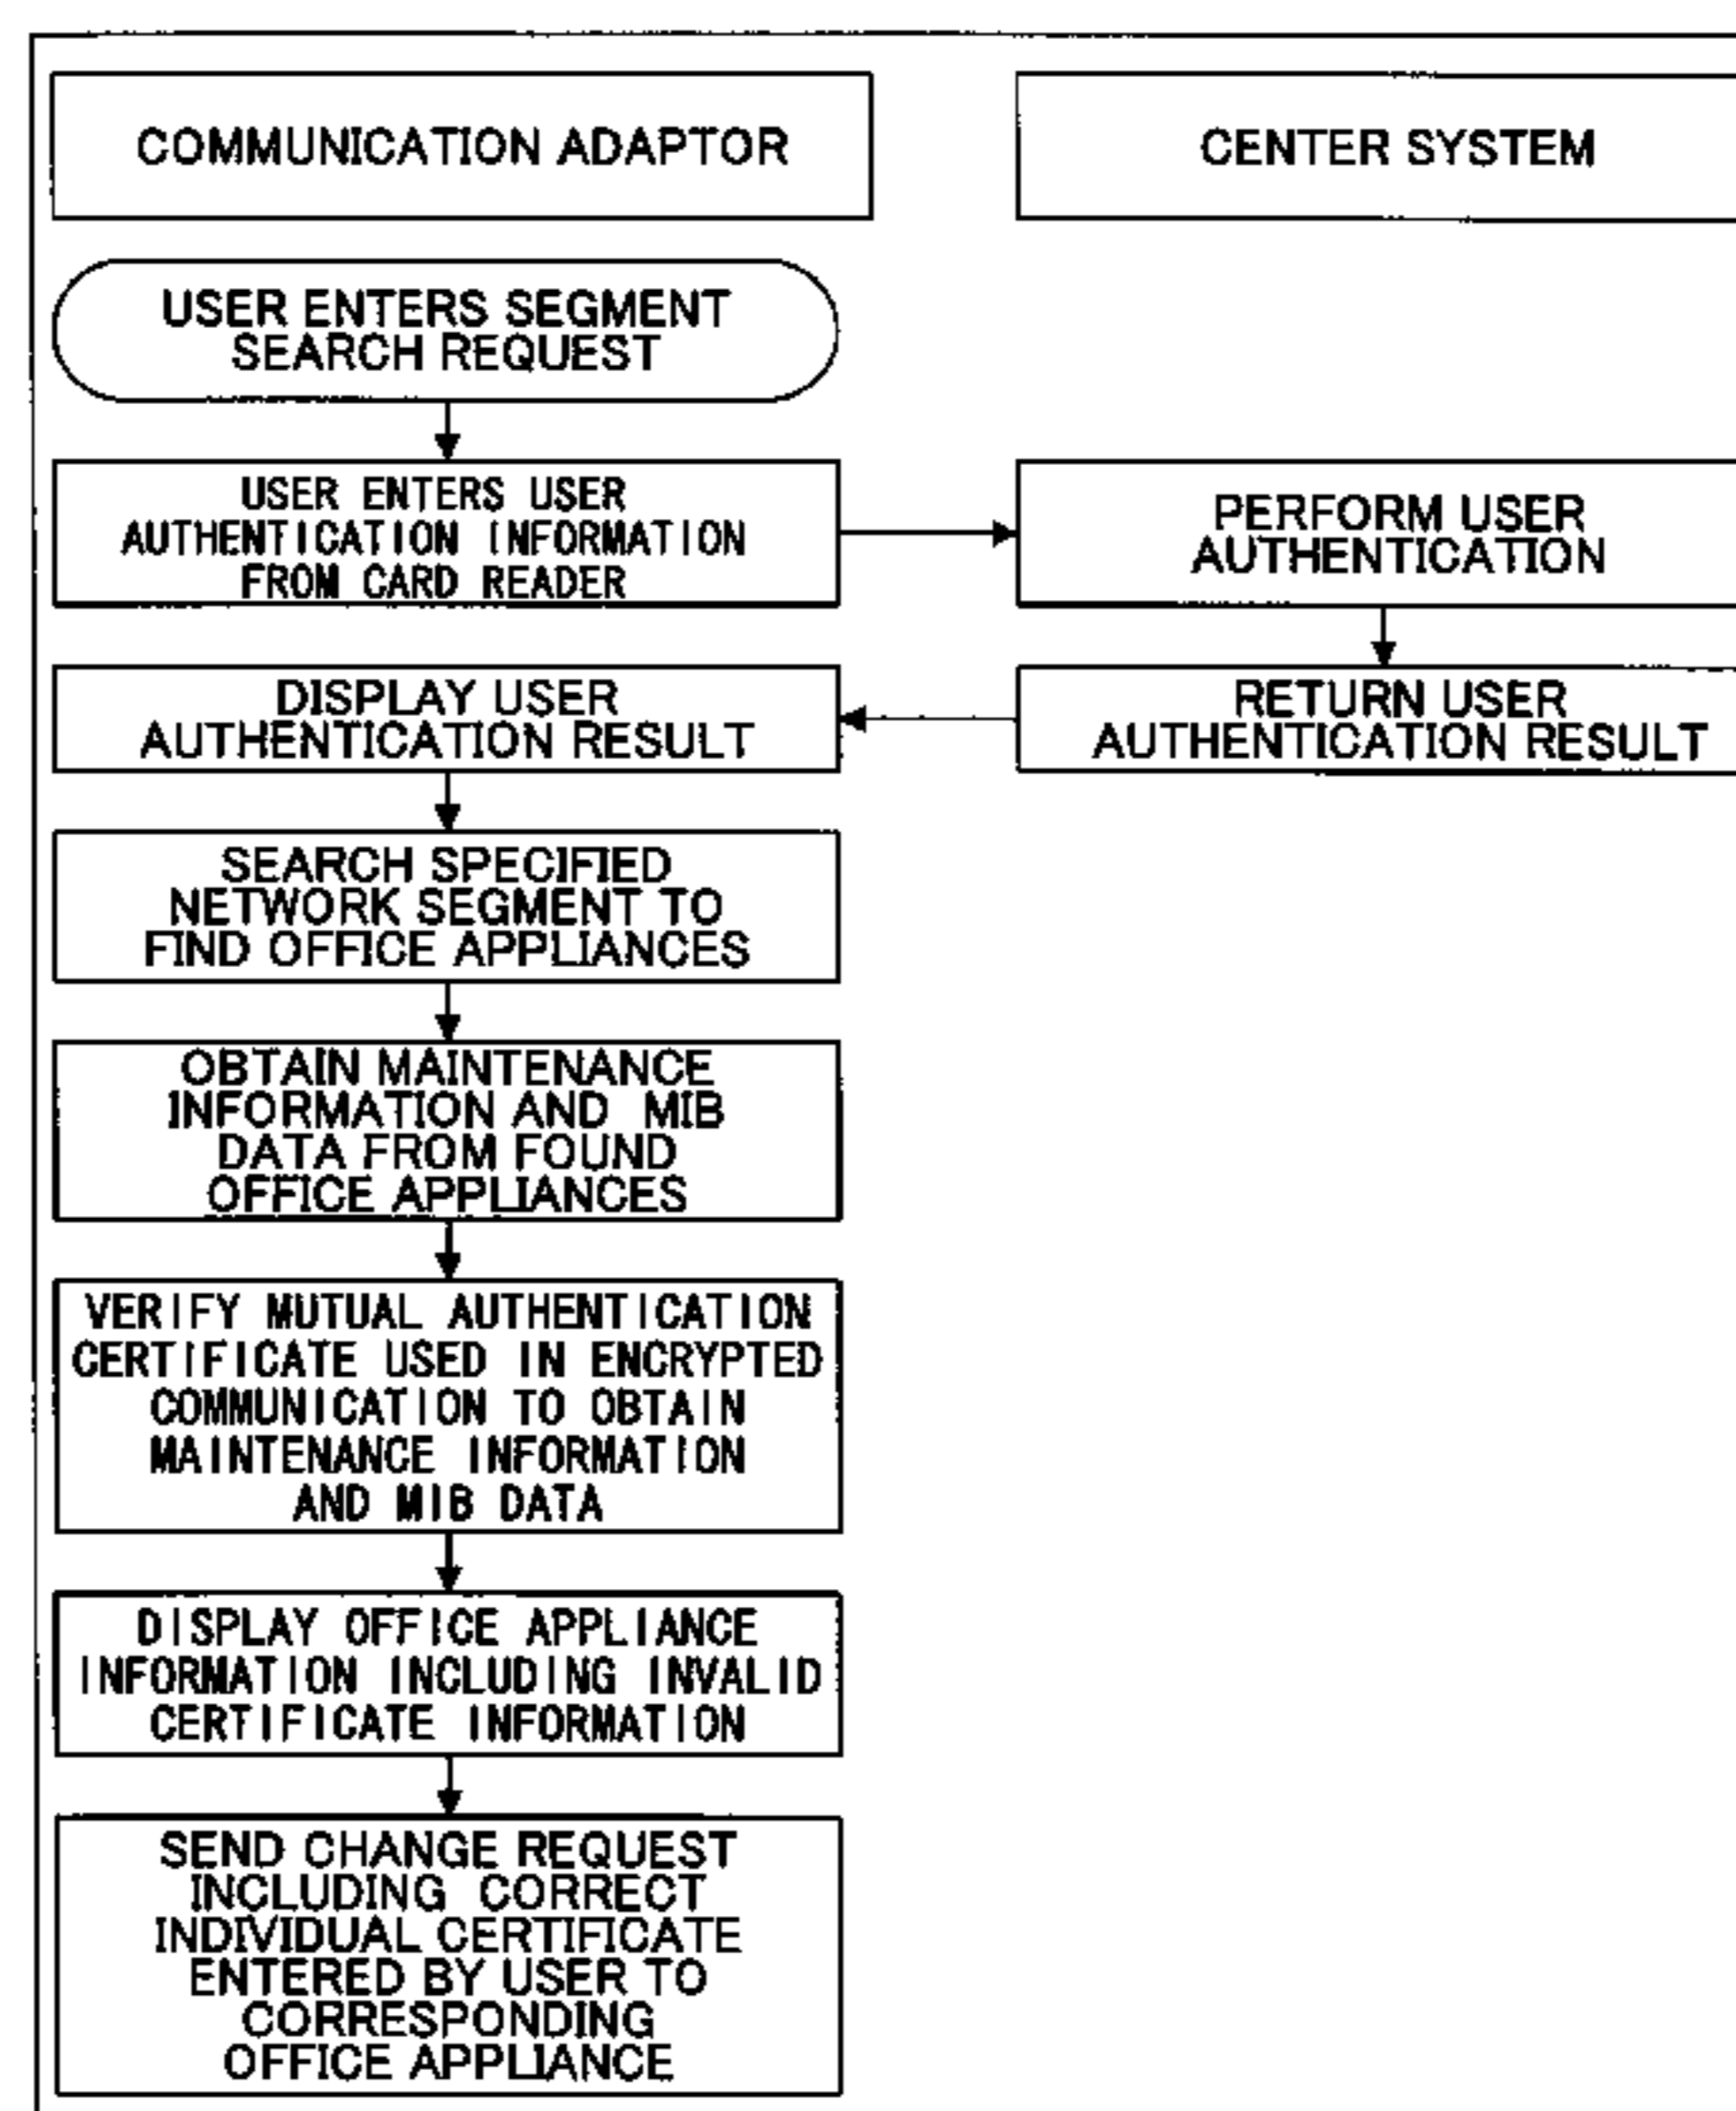 COMMUNICATION ADAPTOR
CENTER SYSTEM
USER ENTERS SEGMENT
SEARCH REQUEST
USER ENTERS USER
AUTHENTICATION INFORMATION
FROM CARD READER
PERFORM USER
AUTHENTICATION
DISPLAY USER
AUTHENTICATION RESULT
RETURN USER
AUTHENTICATION RESULT
SEARCH SPECIFIED
NETWORK SEGMENT TO
FIND OFFICE APPLIANCES
OBTAIN MAINTENANCE
INFORMATION AND MIB
DATA FROM FOUND
OFFICE APPLIANCES
VERIFY MUTUAL AUTHENTICATION
CERTIFICATE USED IN ENCRYPTED
COMMUNICATION TO OBTAIN
MAINTENANCE INFORMATION
AND MIB DATA
DISPLAY OFFICE APPLIANCE
INFORMATION INCLUDING INVALID
CERTIFICATE INFORMATION
SEND CHANGE REQUEST
INCLUDING CORRECT
INDIVIDUAL CERTIFICATE
ENTERED BY USER TO
CORRESPONDING
OFFICE APPLIANCE